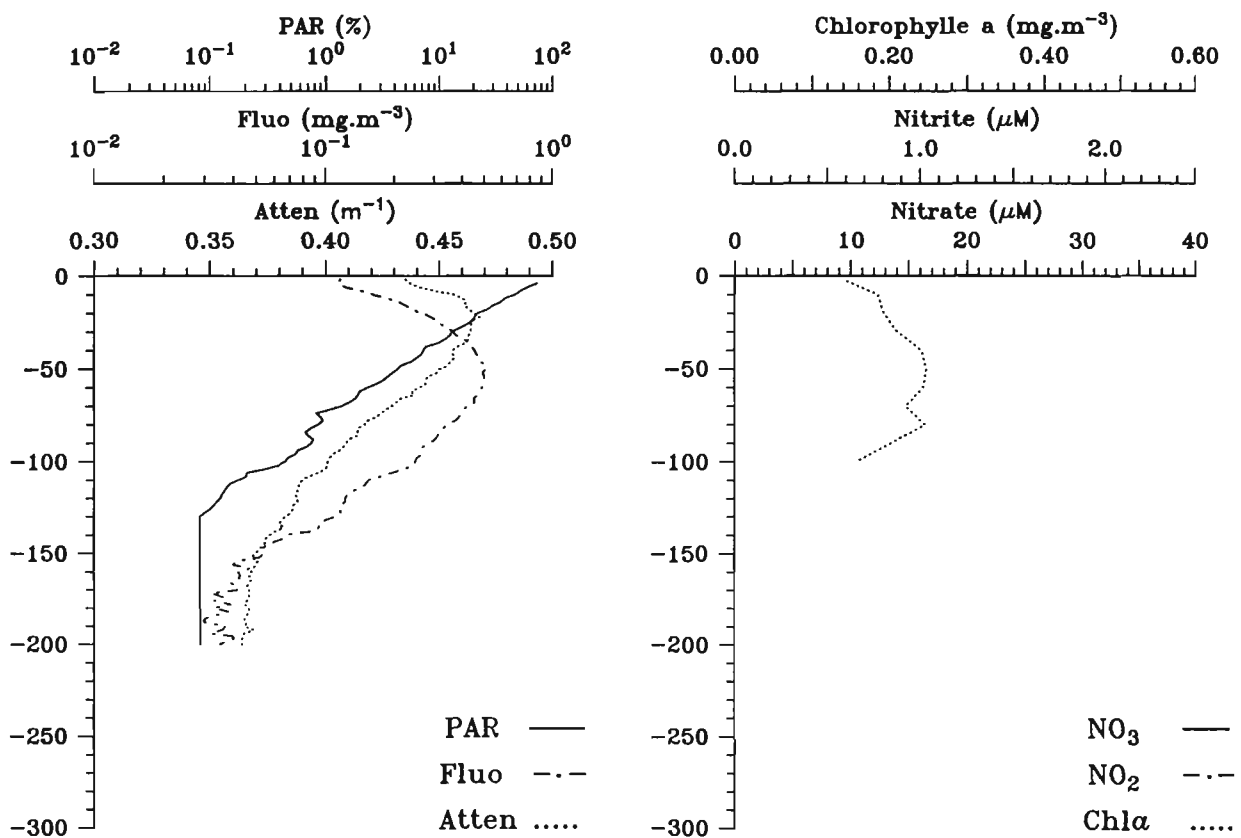 PAR (%)
10⁻² 10⁻¹ 10⁰ 10¹ 10²
Fluo (mg.m⁻³)
10⁻² 10⁻¹ 10⁰
Atten (m⁻¹)
0.30 0.35 0.40 0.45 0.50
0
−50
−100
−150
−200
−250
−300
PAR
Fluo
Atten
Chlorophylle a (mg.m⁻³)
0.00 0.20 0.40 0.60
Nitrite (μM)
0.0 1.0 2.0
Nitrate (μM)
0 10 20 30 40
0
−50
−100
−150
−200
−250
−300
NO₃
NO₂
Chla